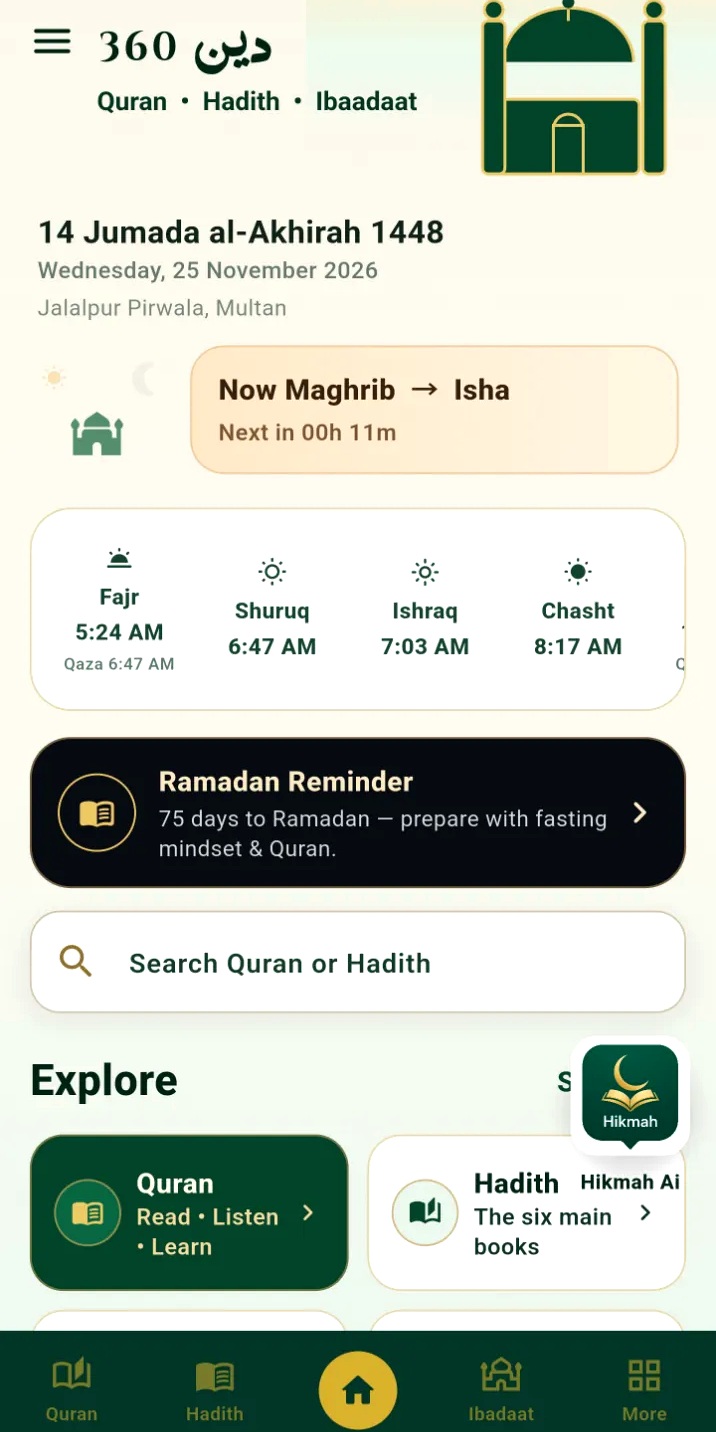 دین 360
Quran • Hadith • Ibaadaat
14 Jumada al-Akhirah 1448
Wednesday, 25 November 2026
Jalalpur Pirwala, Multan
Now Maghrib → Isha
Next in 00h 11m
Fajr
5:24 AM
Qaza 6:47 AM
Shuruq
6:47 AM
Ishraq
7:03 AM
Chasht
8:17 AM
Ramadan Reminder
75 days to Ramadan — prepare with fasting
mindset & Quran.
Search Quran or Hadith
Explore
Hikmah
Hikmah Ai
Quran
Read • Listen
• Learn
Hadith
The six main
books
Quran
Hadith
Ibadaat
More